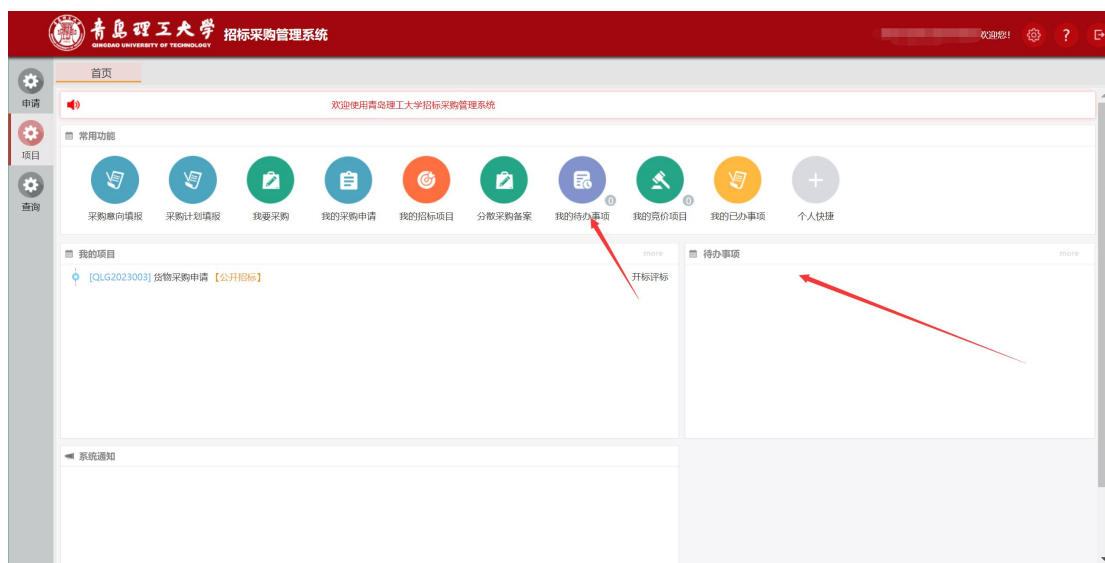 青岛理工大学 招标采购管理系统
QINGDAO UNIVERSITY OF TECHNOLOGY
欢迎您!!
?
首页
申请
项目
查询
欢迎使用青岛理工大学招标采购管理系统
常用功能
0
0
采购意向填报 采购计划填报 我要采购 我的采购申请 我的招标项目 分散采购备案 我的待办事项 我的竞价项目 我的已办事项 个人快捷
我的项目 more
[QLG2023003] 货物采购申请 【公开招标】 开标评标
待办事项 more
系统通知